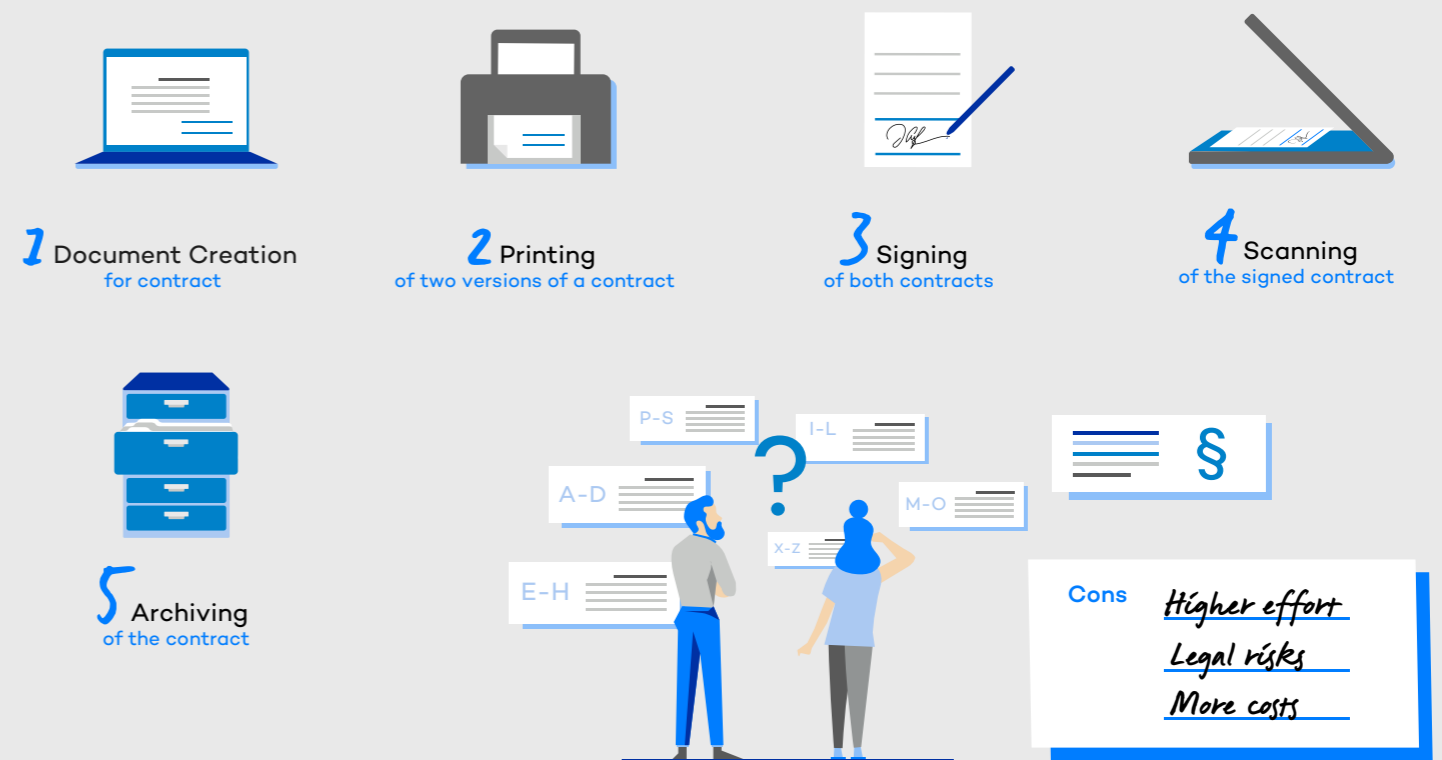 1 Document Creation
for contract
2 Printing
of two versions of a contract
3 Signing
of both contracts
4 Scanning
of the signed contract
5 Archiving
of the contract
P-S
I-L
?
A-D
M-O
X-Z
E-H
§
Cons
Higher effort
Legal risks
More costs